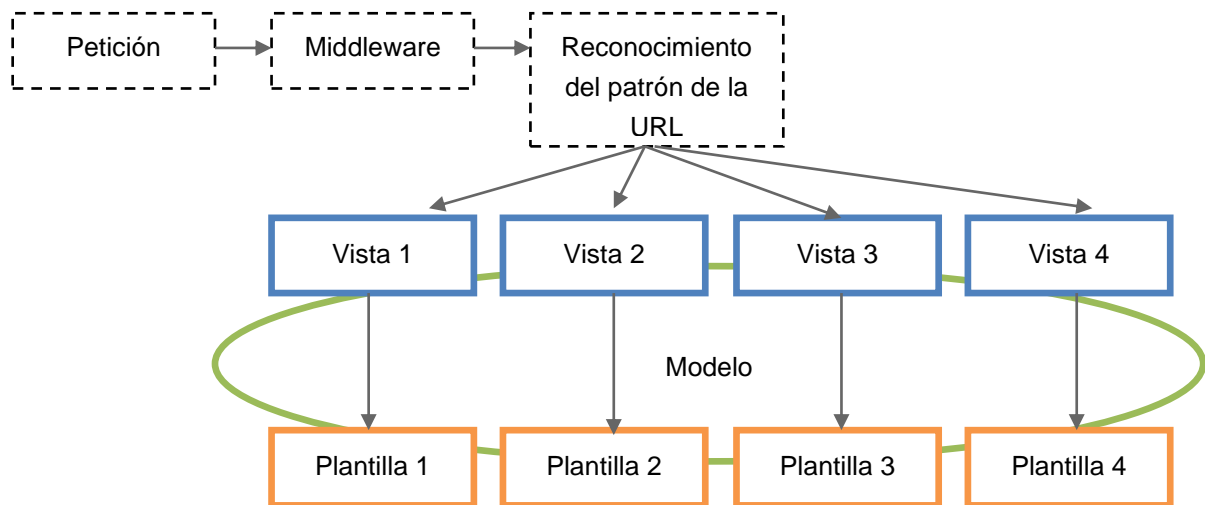 Petición
Middleware
Reconocimiento
del patrón de la
URL
Vista 1
Vista 2
Vista 3
Vista 4
Modelo
Plantilla 1
Plantilla 2
Plantilla 3
Plantilla 4